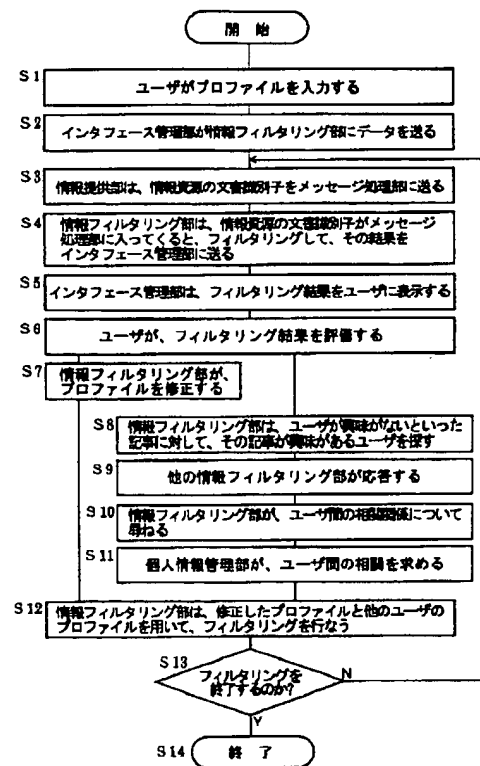 開 始
S1
ユーザがプロファイルを入力する
S2
インタフェース管理部が情報フィルタリング部にデータを送る
S3
情報提供部は、情報資源の文書識別子をメッセージ処理部に送る
S4
情報フィルタリング部は、情報資源の文書識別子がメッセージ
処理部に入ってくると、フィルタリングして、その結果を
インタフェース管理部に送る
S5
インタフェース管理部は、フィルタリング結果をユーザに表示する
S6
ユーザが、フィルタリング結果を評価する
S7
情報フィルタリング部が、
プロファイルを修正する
S8
情報フィルタリング部は、ユーザが興味がないといった
記事に対して、その記事が興味があるユーザを探す
S9
他の情報フィルタリング部が応答する
S10
情報フィルタリング部が、ユーザ間の相関関係について
尋ねる
S11
個人情報管理部が、ユーザ間の相関を求める
S12
情報フィルタリング部は、修正したプロファイルと他のユーザの
プロファイルを用いて、フィルタリングを行なう
S13
フィルタリングを
終了するのか?
N
Y
S14
終 了